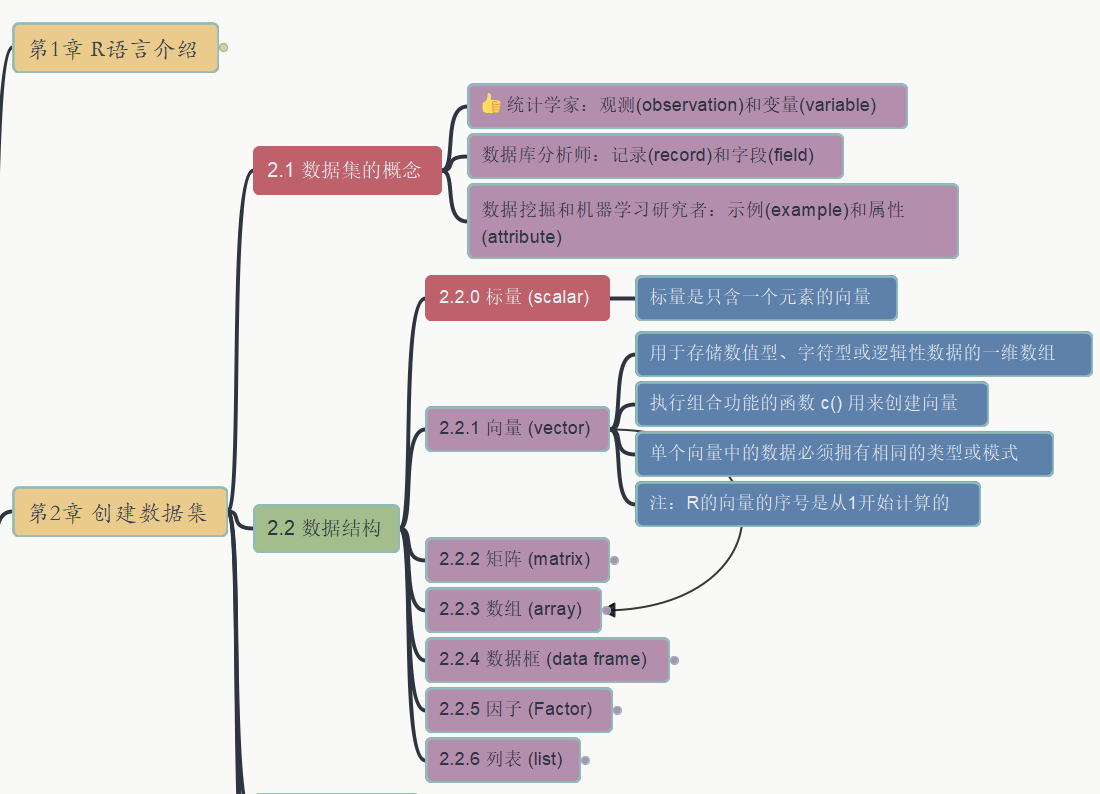 第1章 R语言介绍
2.1 数据集的概念
👍 统计学家：观测(observation)和变量(variable)
数据库分析师：记录(record)和字段(field)
数据挖掘和机器学习研究者：示例(example)和属性
(attribute)
第2章 创建数据集
2.2 数据结构
2.2.0 标量 (scalar)
标量是只含一个元素的向量
2.2.1 向量 (vector)
用于存储数值型、字符型或逻辑性数据的一维数组
执行组合功能的函数 c() 用来创建向量
单个向量中的数据必须拥有相同的类型或模式
注：R的向量的序号是从1开始计算的
2.2.2 矩阵 (matrix)
2.2.3 数组 (array)
2.2.4 数据框 (data frame)
2.2.5 因子 (Factor)
2.2.6 列表 (list)